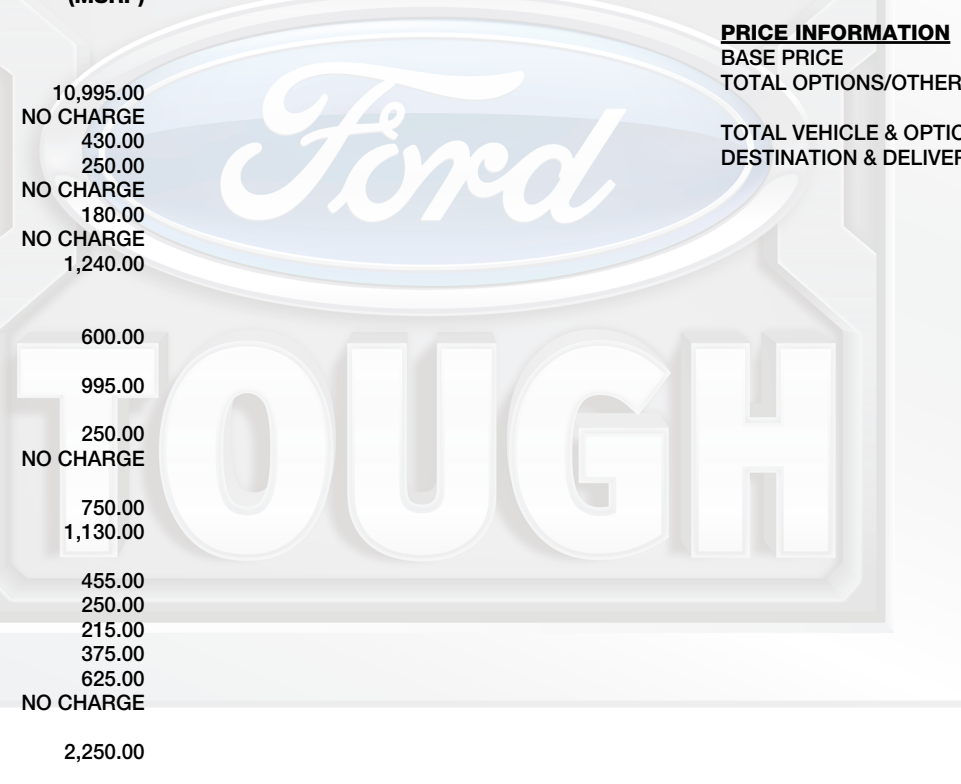 (MSRP)
10,995.00
NO CHARGE
430.00
250.00
NO CHARGE
180.00
NO CHARGE
1,240.00
600.00
995.00
250.00
NO CHARGE
750.00
1,130.00
455.00
250.00
215.00
375.00
625.00
NO CHARGE
2,250.00
PRICE INFORMATION
BASE PRICE
TOTAL OPTIONS/OTHER
TOTAL VEHICLE & OPTIO
DESTINATION & DELIVER
Ford
TOUGH